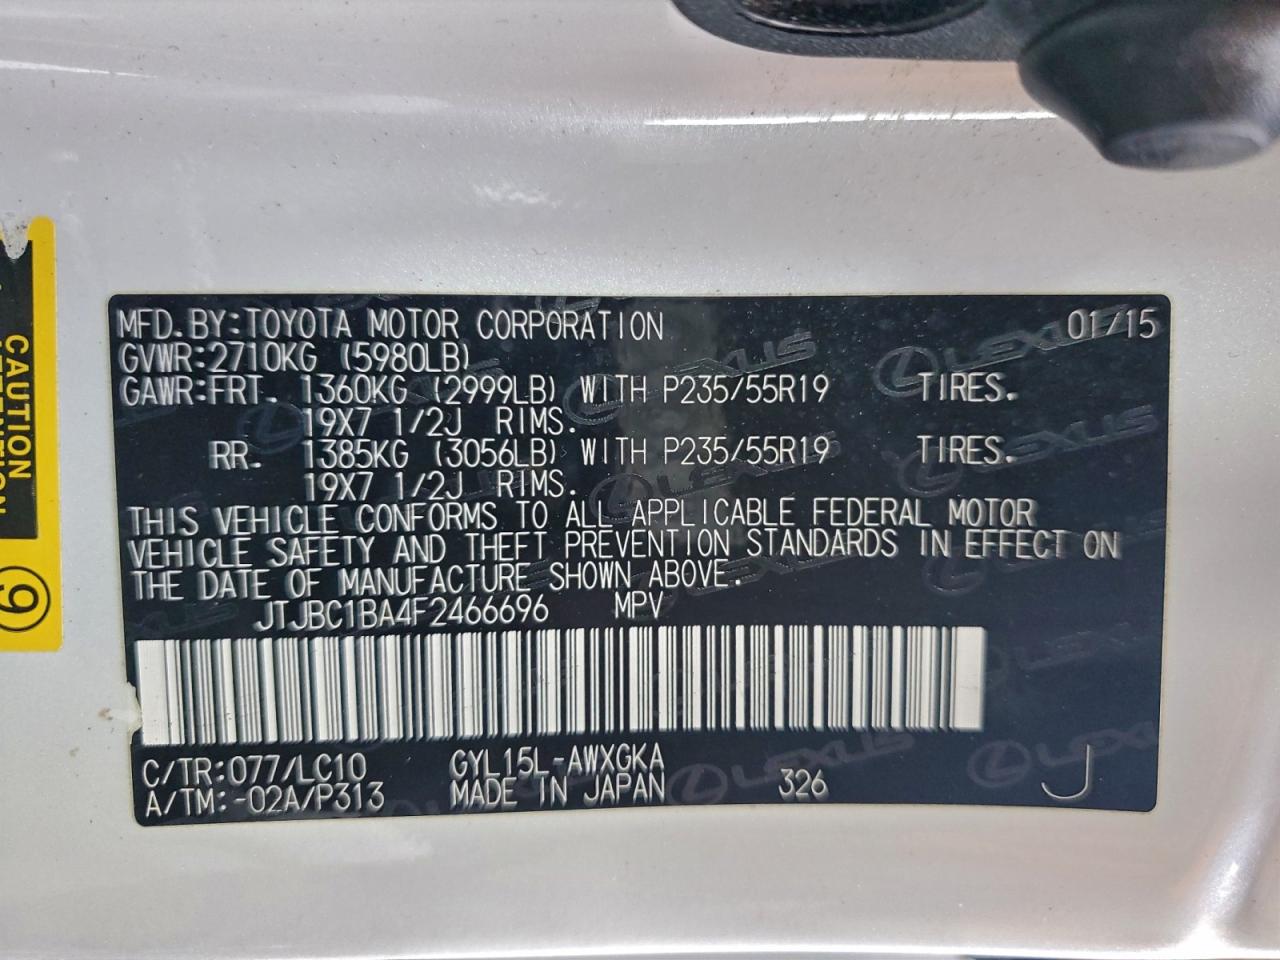 MFD.BY:TOYOTA MOTOR CORPORATION 01/15
GVWR:2710KG (5980LB)
GAWR:FRT. 1360KG (2999LB) WITH P235/55R19 TIRES.
19X7 1/2J RIMS.
RR. 1385KG (3056LB) WITH P235/55R19 TIRES.
19X7 1/2J RIMS.
THIS VEHICLE CONFORMS TO ALL APPLICABLE FEDERAL MOTOR
VEHICLE SAFETY AND THEFT PREVENTION STANDARDS IN EFFECT ON
THE DATE OF MANUFACTURE SHOWN ABOVE.
JTJBC1BA4F2466696 MPV
C/TR:077/LC10 GYL15L-AWXGKA
A/TM:-02A/P313 MADE IN JAPAN 326 J
LEXUS
CAUTION
9